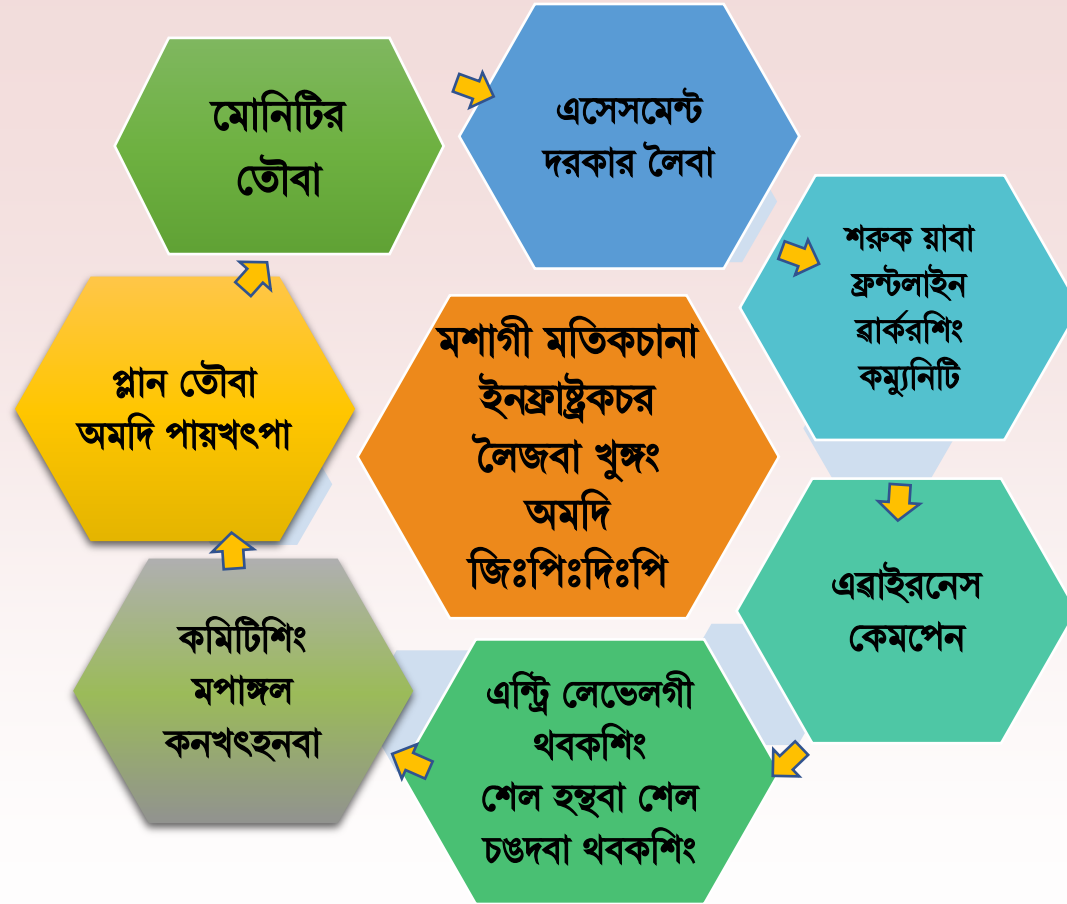 মোনিটির
তৌবা
এসেসমেন্ট
দরকার লৈবা
শরুক য়াবা
ফ্রন্টলাইন
ৱার্করশিং
কম্যুনিটি
এৱাইরনেস
কেমপেন
এন্ট্রি লেভেলগী
থবকশিং
শেল হন্থবা শেল
চঙদবা থবকশিং
কমিটিশিং
মপাঙ্গল
কনখৎহনবা
প্লান তৌবা
অমদি পায়খৎপা
মশাগী মতিকচানা
ইনফ্রাষ্ট্রকচর
লৈজবা খুঙ্গং
অমদি
জিঃপিঃদিঃপি